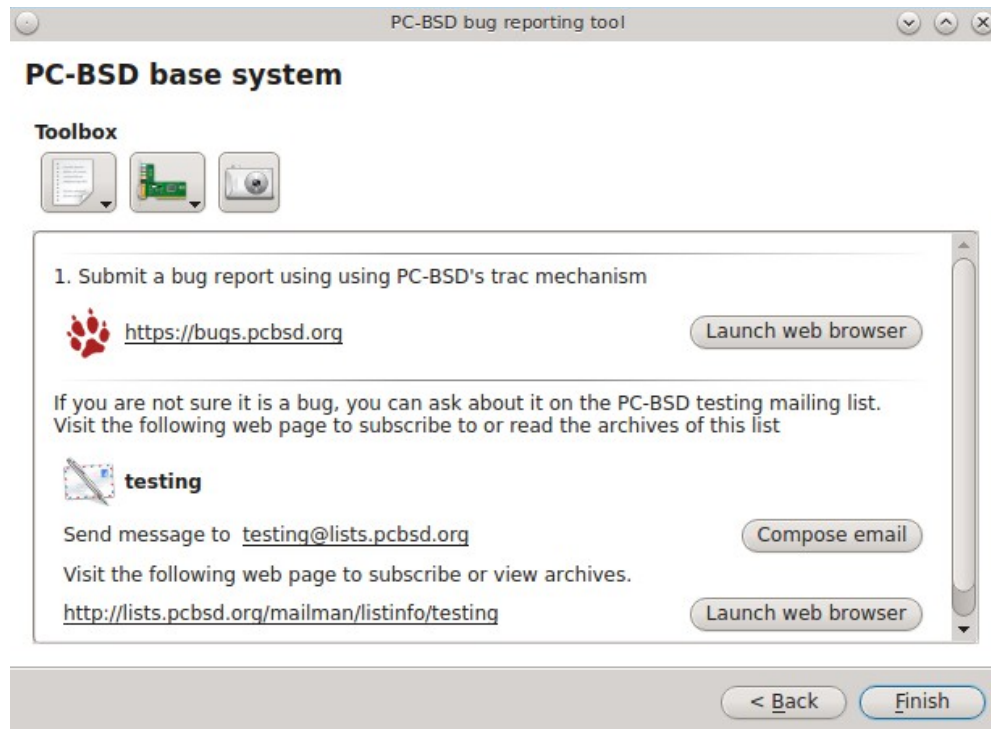 PC-BSD bug reporting tool
PC-BSD base system
Toolbox
1. Submit a bug report using using PC-BSD's trac mechanism
https://bugs.pcbsd.org
Launch web browser
If you are not sure it is a bug, you can ask about it on the PC-BSD testing mailing list.
Visit the following web page to subscribe to or read the archives of this list
testing
Send message to testing@lists.pcbsd.org
Compose email
Visit the following web page to subscribe or view archives.
http://lists.pcbsd.org/mailman/listinfo/testing
Launch web browser
< Back
Finish